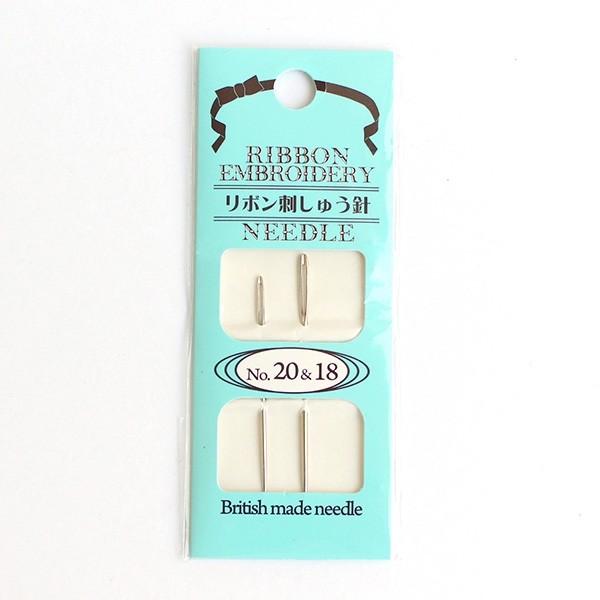 RIBBON
EMBROIDERY
リボン刺しゅう針
NEEDLE
No. 20 & 18
British made needle